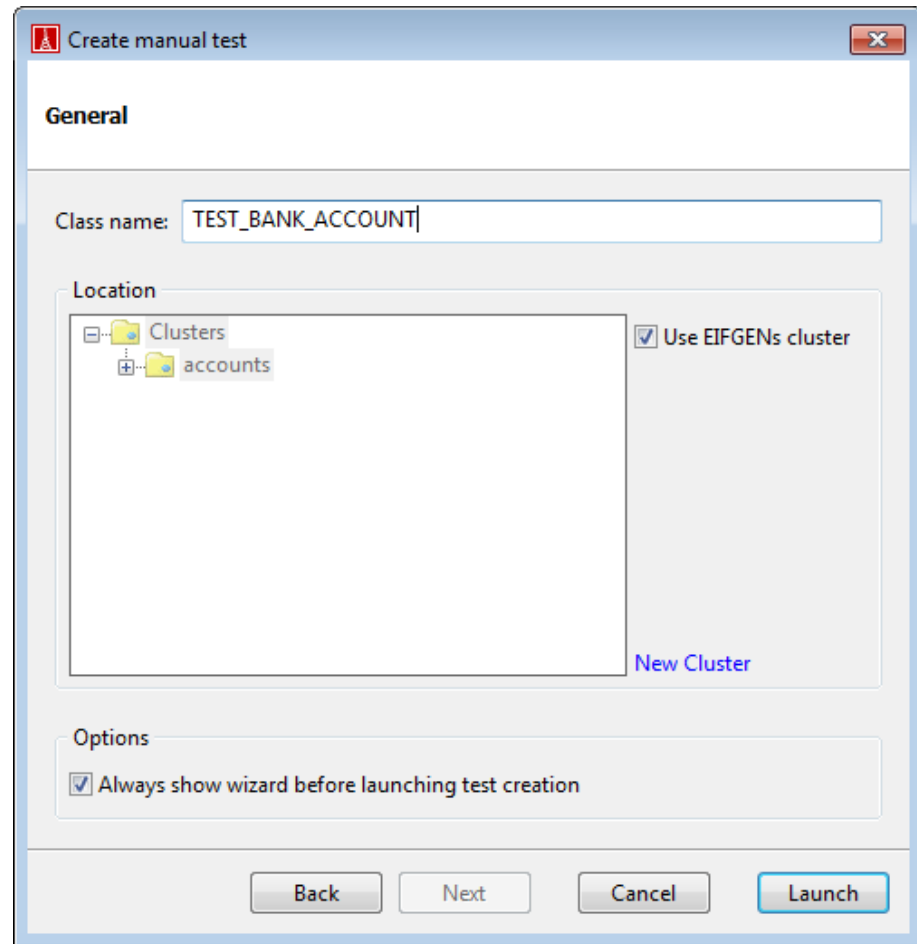 Create manual test
General
Class name: TEST_BANK_ACCOUNT
Location
Clusters
accounts
Use EIFGENs cluster
New Cluster
Options
Always show wizard before launching test creation
Back Next Cancel Launch